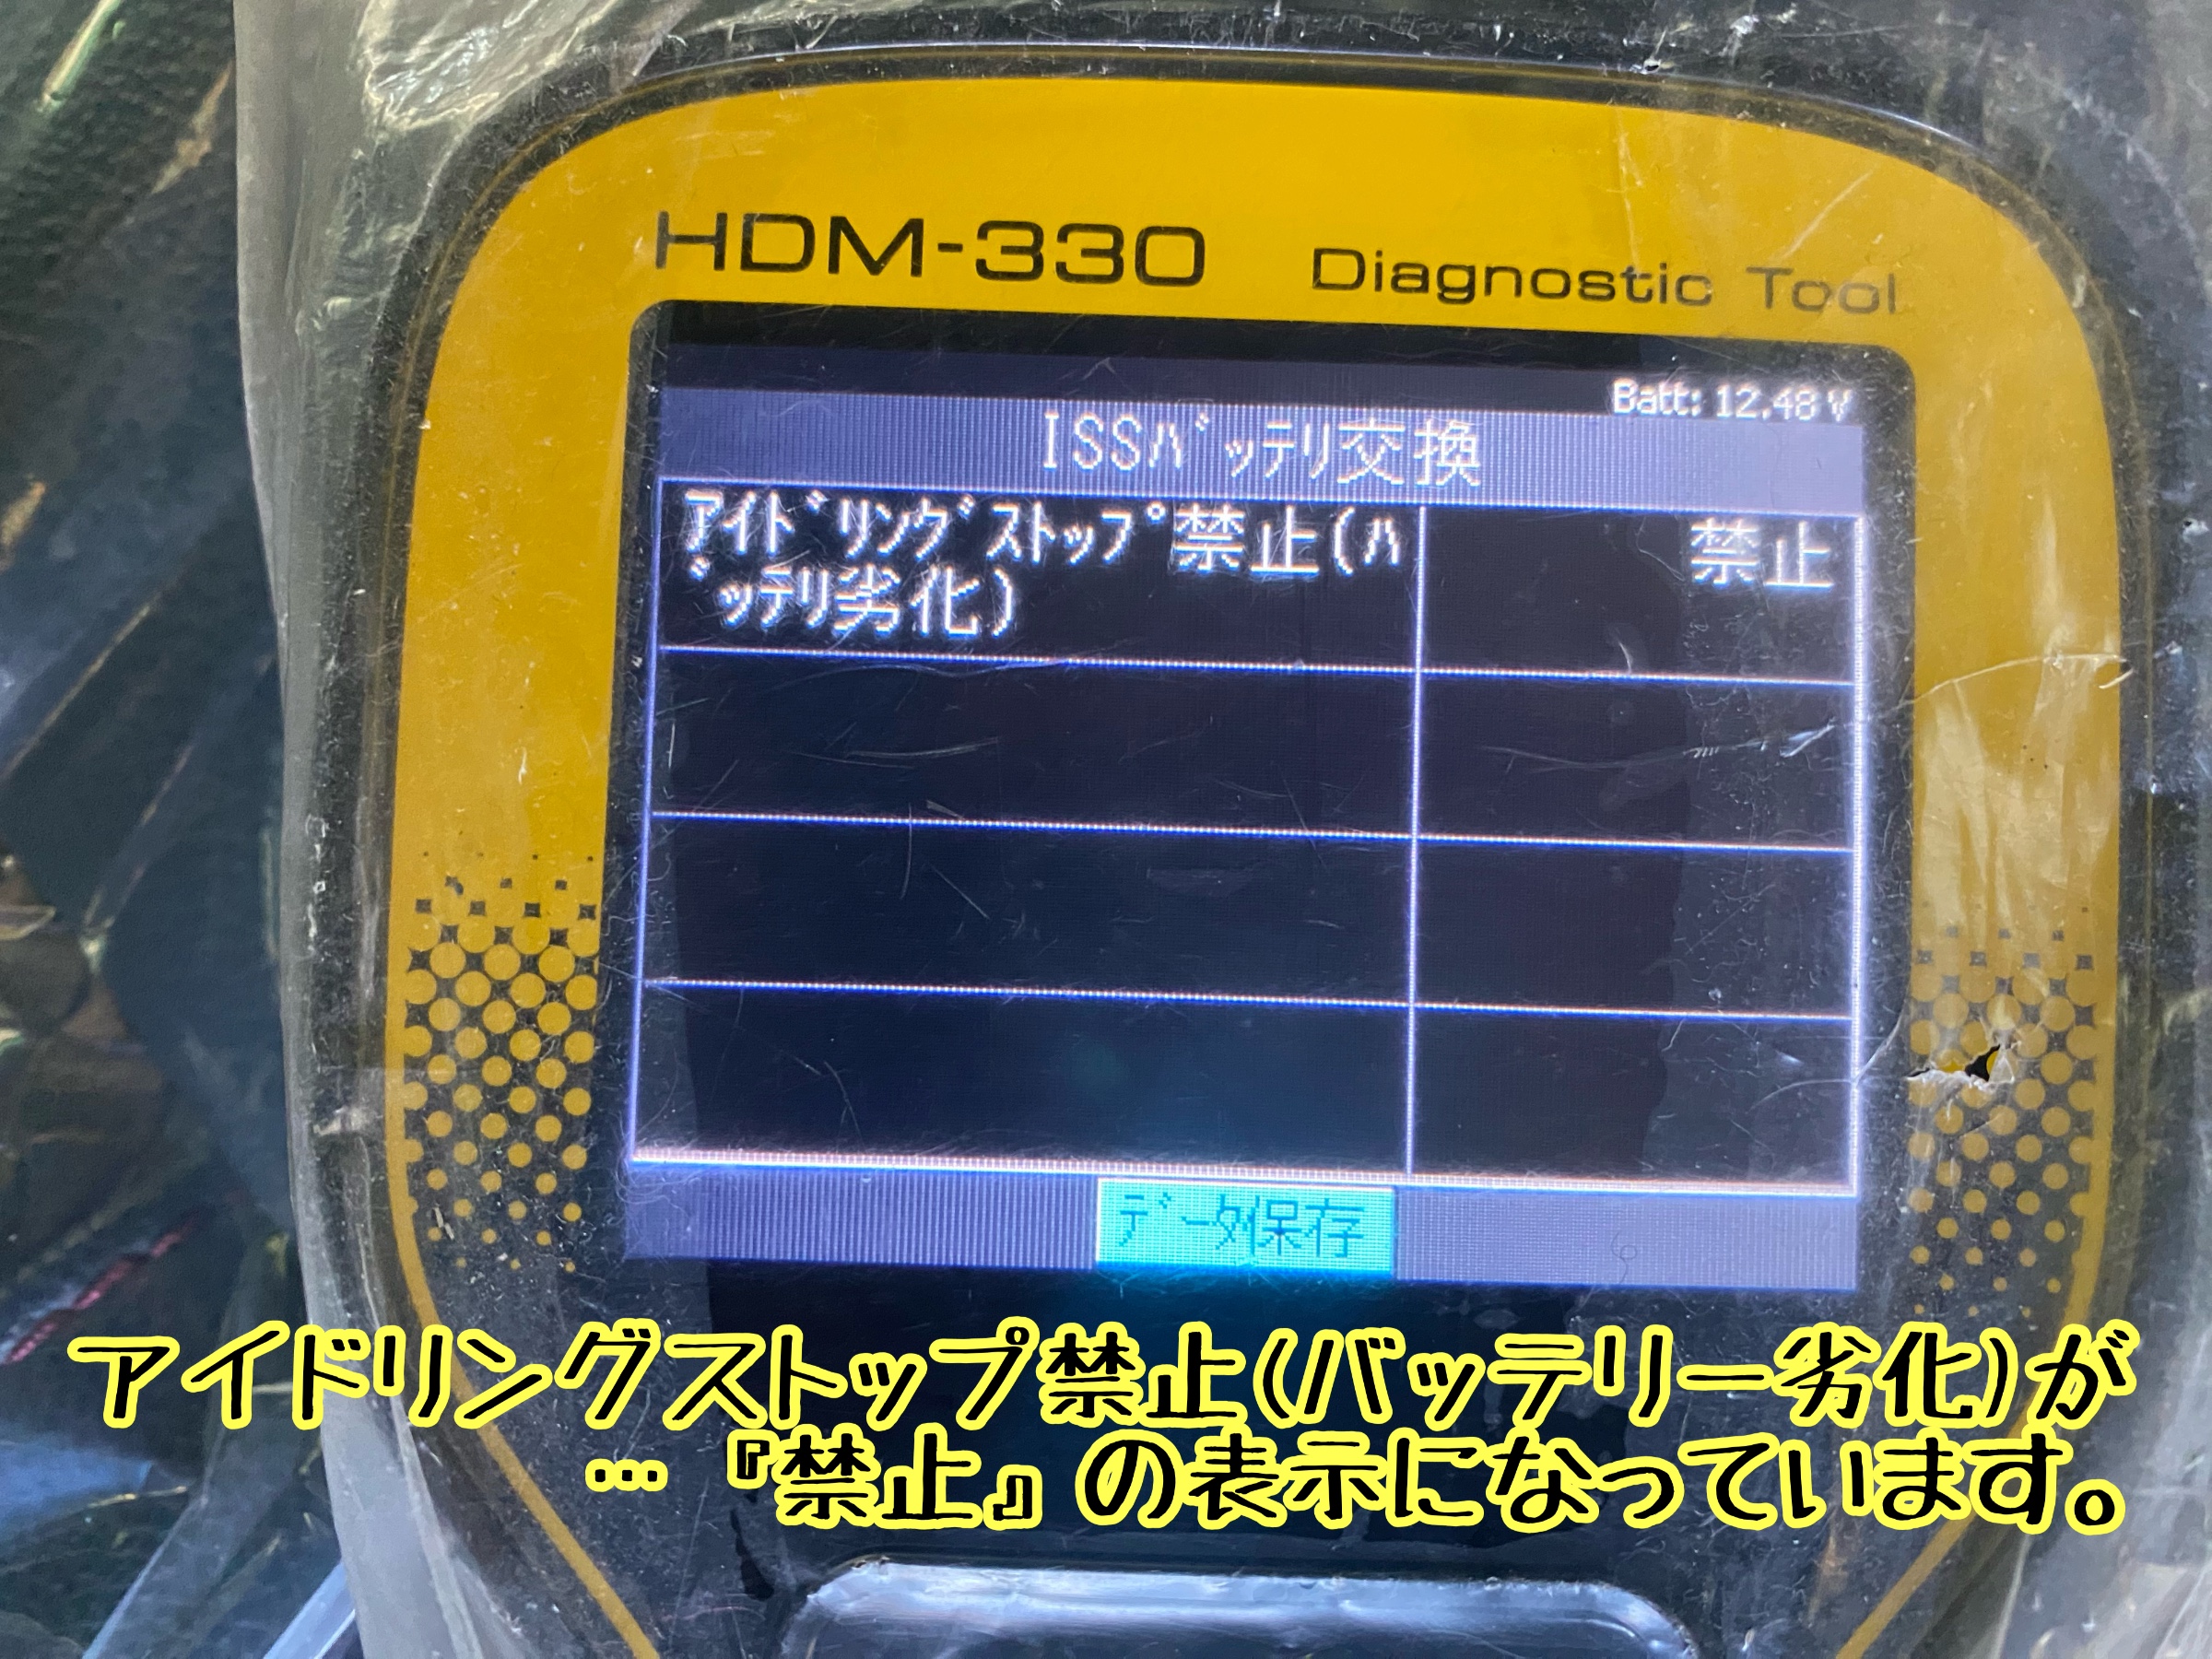 HDM-330 Diagnostic Tool
Batt: 12.48 V
ISSバッテリ交換
アイドリングストップ禁止(ハ 禁止
゛ッテリ劣化)
データ保存
アイドリングストップ禁止(バッテリー劣化)が
…『禁止』の表示になっています。